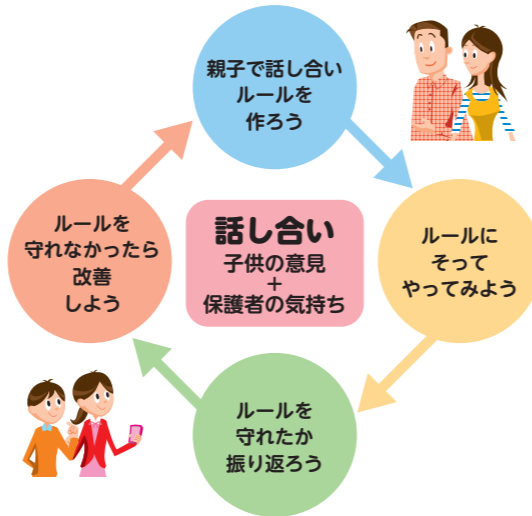 親子で話し合い
ルールを
作ろう
ルールに
そって
やってみよう
ルールを
守れたか
振り返ろう
ルールを
守れなかったら
改善
しよう
話し合い
子供の意見
+
保護者の気持ち